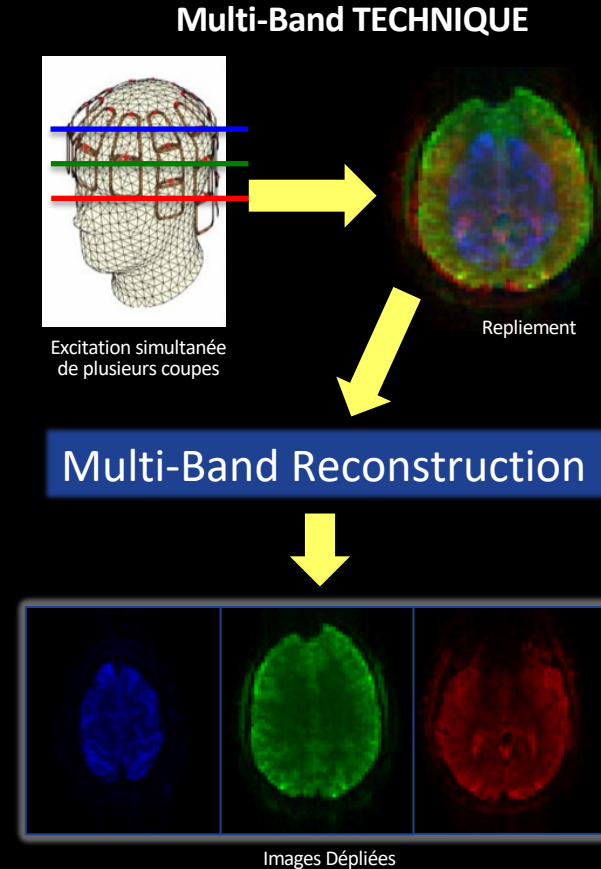 Multi-Band TECHNIQUE
Excitation simultanée
de plusieurs coupes
Repliement
Multi-Band Reconstruction
Images Dépliées